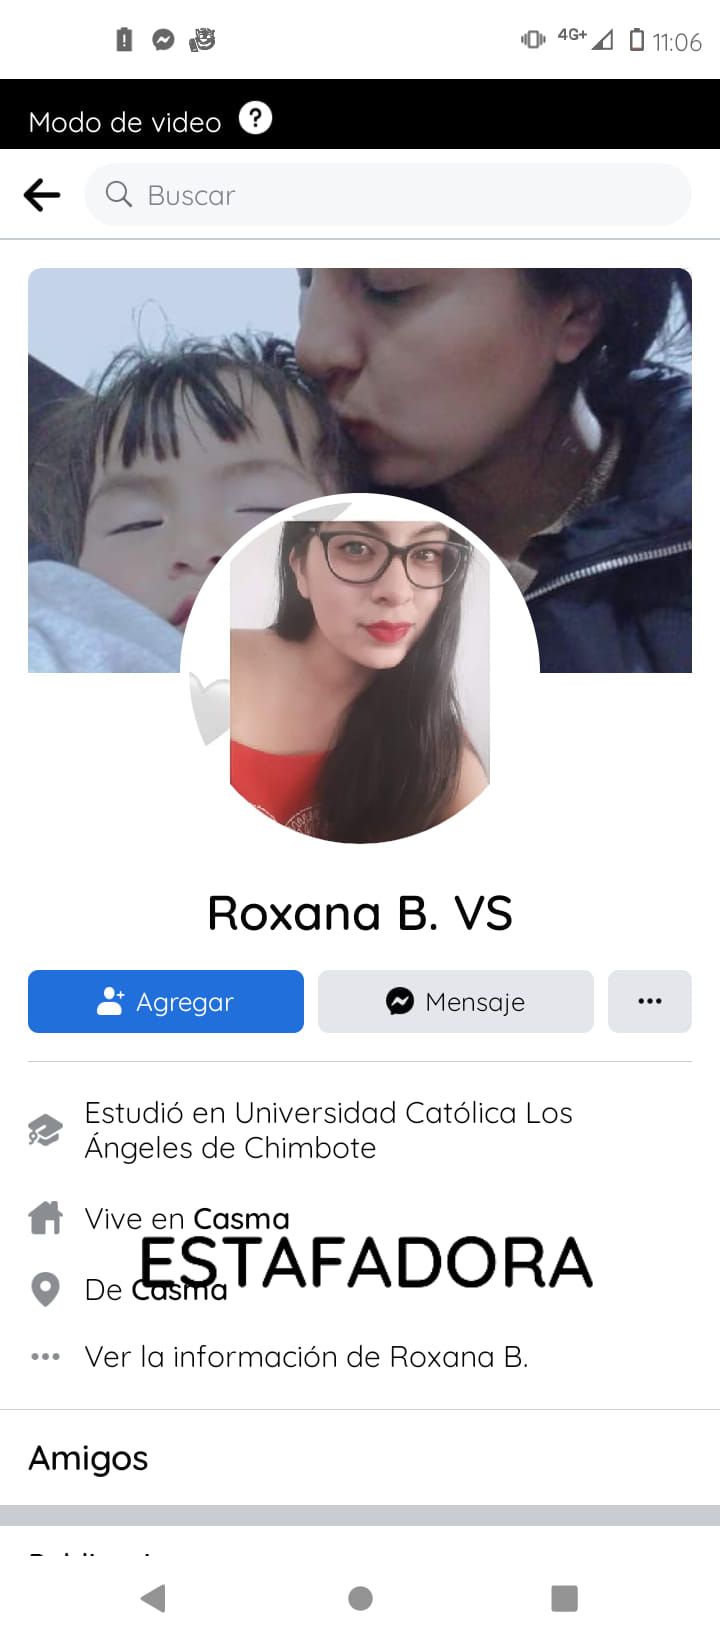 4G+ 11:06
Modo de video ?
Buscar
Roxana B. VS
Agregar
Mensaje
Estudió en Universidad Católica Los
Ángeles de Chimbote
Vive en Casma
ESTAFADORA
De Casma
Ver la información de Roxana B.
Amigos